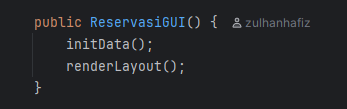 public ReservasiGUI() { zulhanhafiz
    initData();
    renderLayout();
}